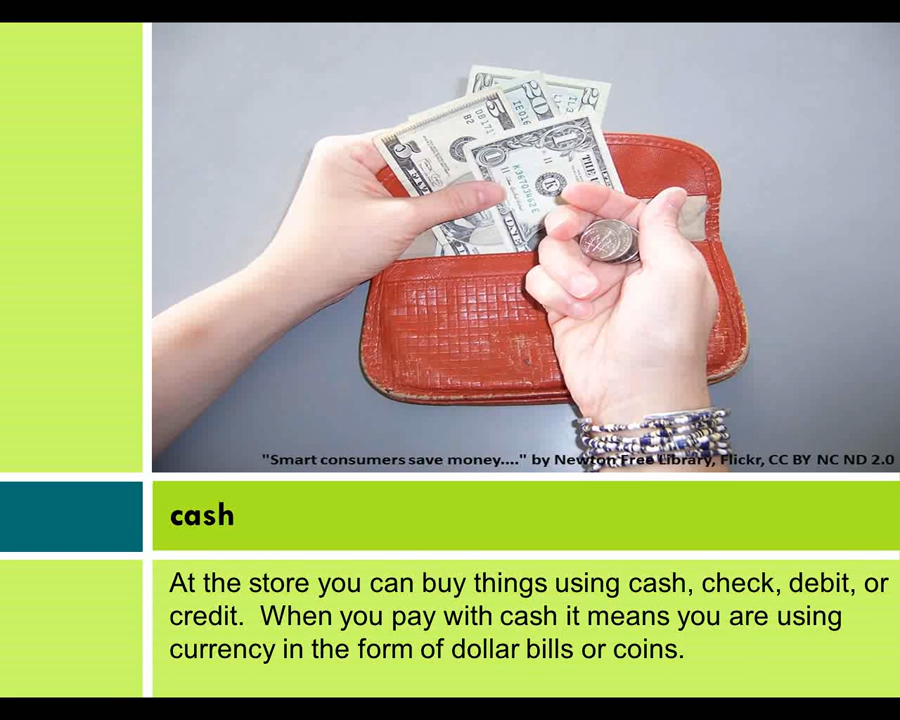 "Smart consumers save money...." by Newton Free Library, Flickr, CC BY NC ND 2.0
cash
At the store you can buy things using cash, check, debit, or
credit.  When you pay with cash it means you are using
currency in the form of dollar bills or coins.